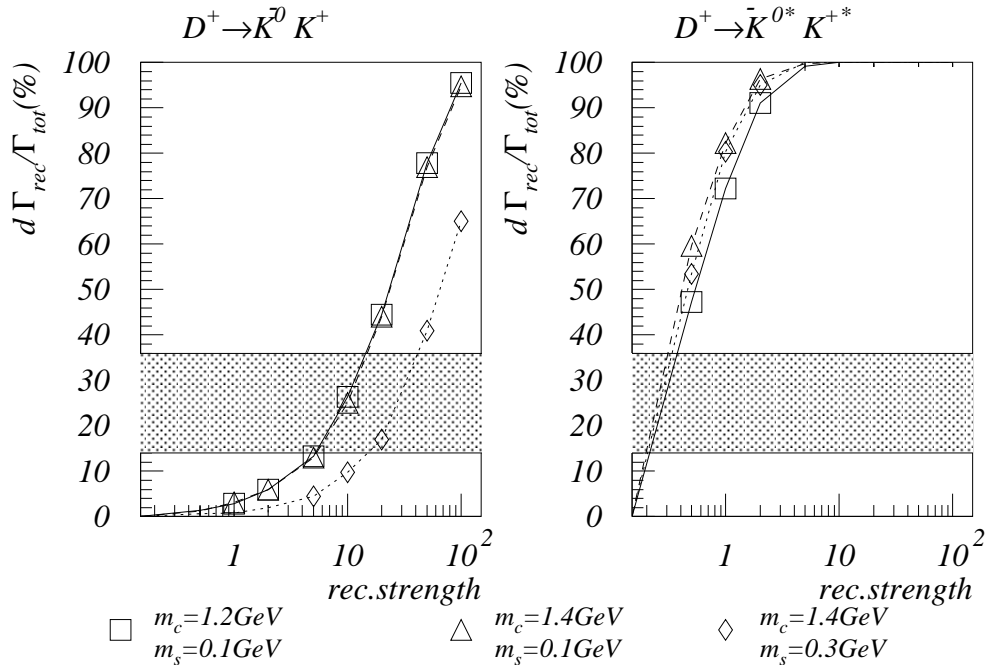 D⁺→K̄⁰ K⁺
D⁺→K̄⁰* K⁺*
d Γrec/Γtot(%)
100
90
80
70
60
50
40
30
20
10
0
1
10
10²
rec.strength
d Γrec/Γtot(%)
100
90
80
70
60
50
40
30
20
10
0
1
10
10²
rec.strength
mc=1.2GeV
ms=0.1GeV
mc=1.4GeV
ms=0.1GeV
mc=1.4GeV
ms=0.3GeV